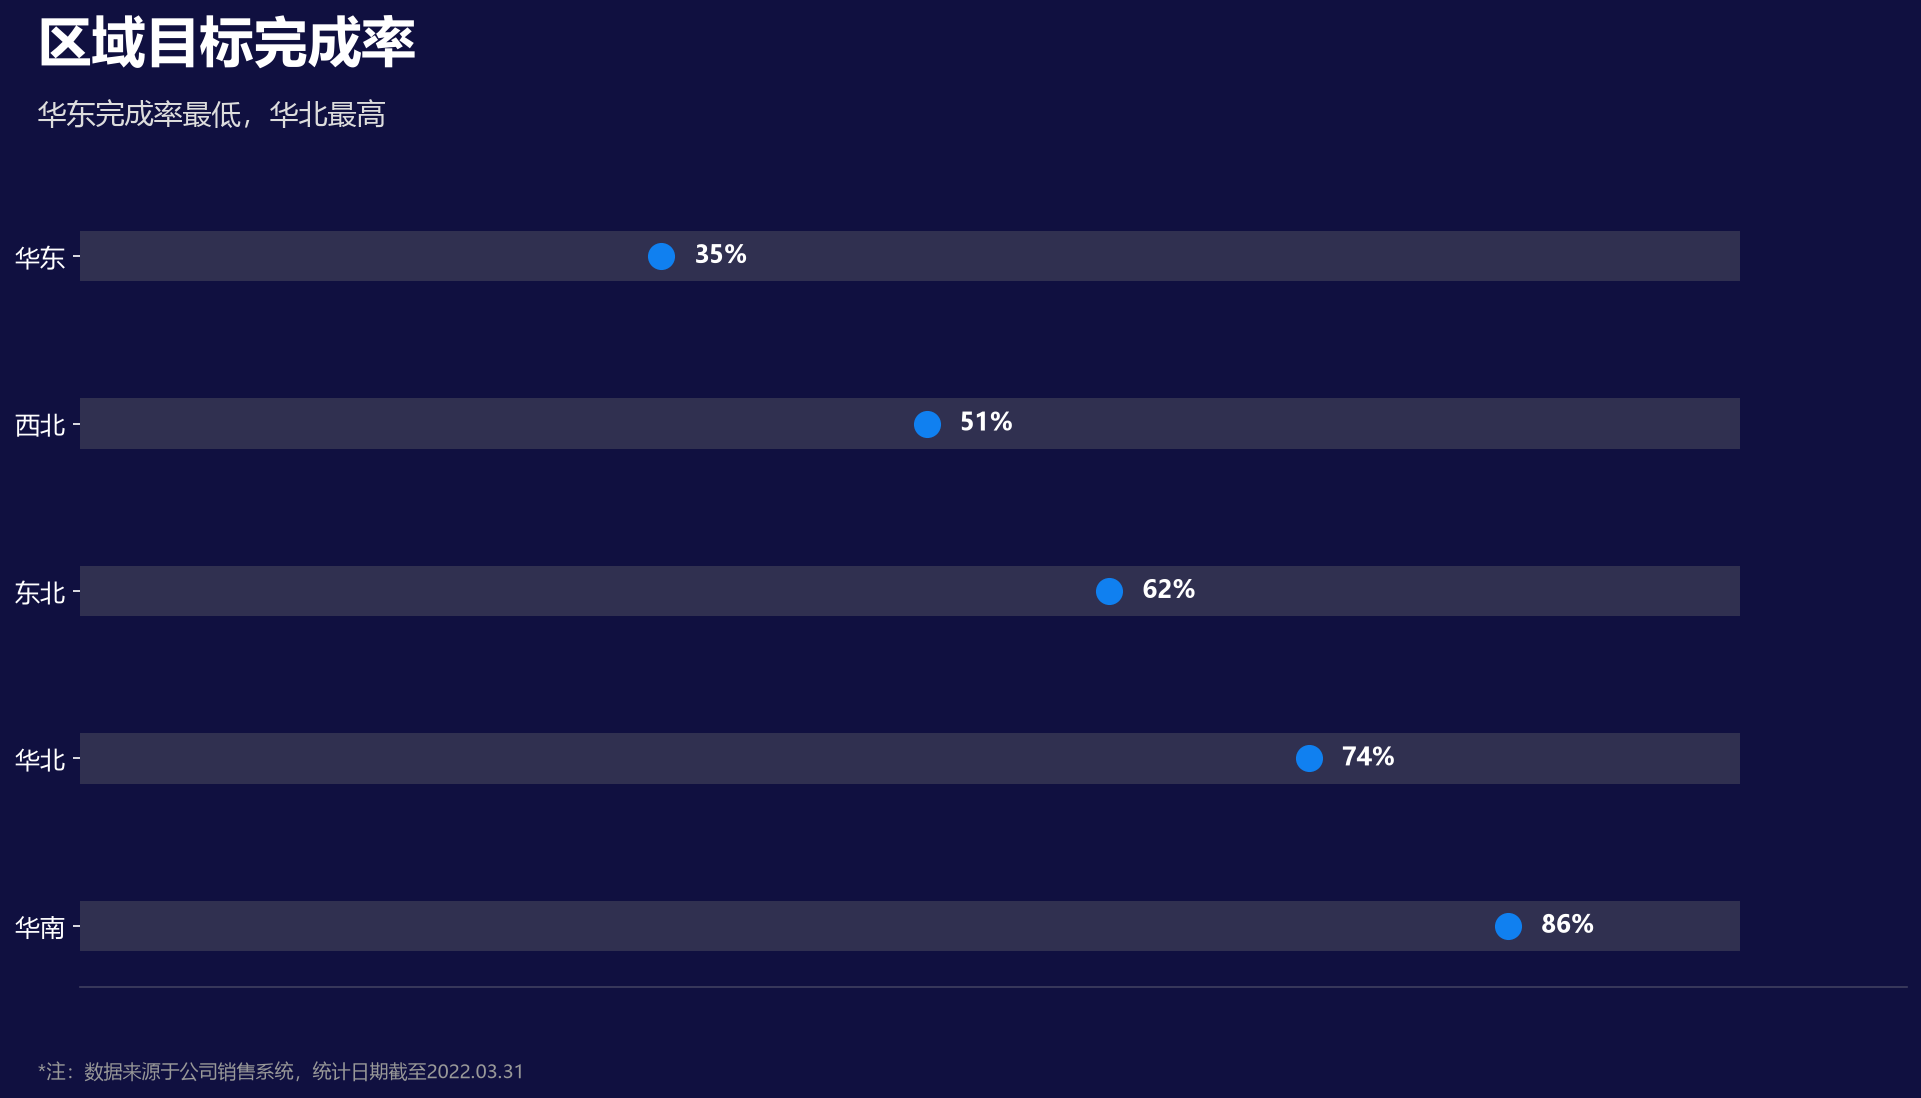 区域目标完成率
华东完成率最低，华北最高
华东
35%
西北
51%
东北
62%
华北
74%
华南
86%
*注：数据来源于公司销售系统，统计日期截至2022.03.31